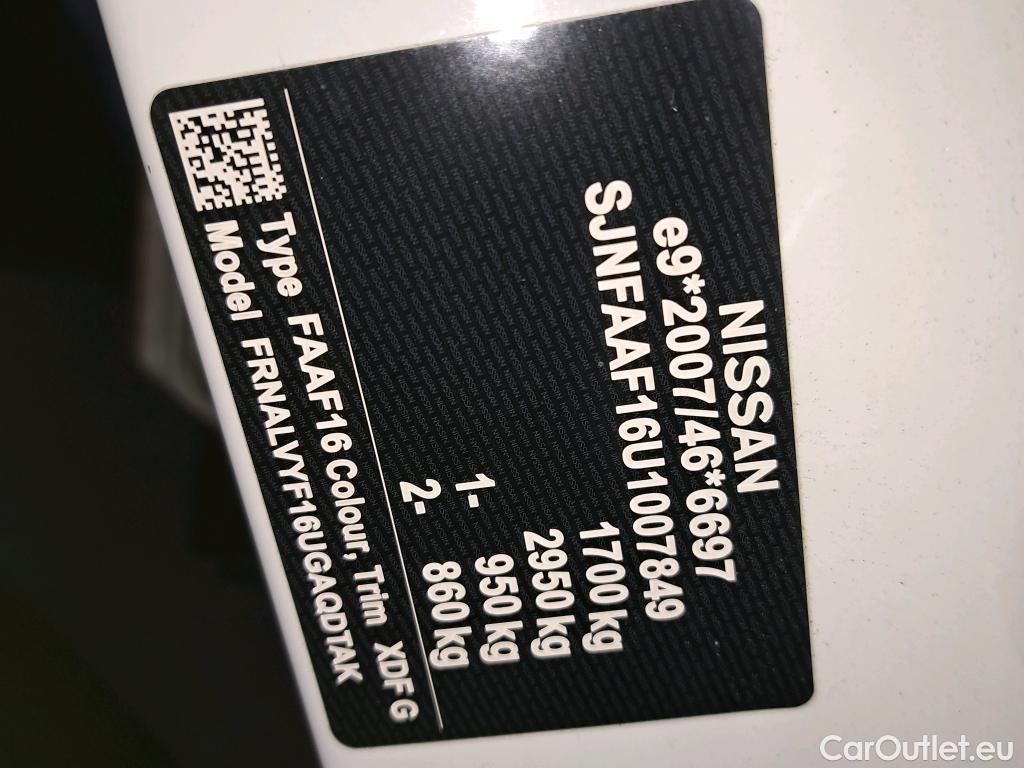 NISSAN
e9*2007/46*6697
SJNFAAF16U1007849
1700 kg
2950 kg
1- 950 kg
2- 860 kg
Type FAAF16 Colour, Trim XDF G
Model FRNALVYF16UGAQDTAK
CarOutlet.eu